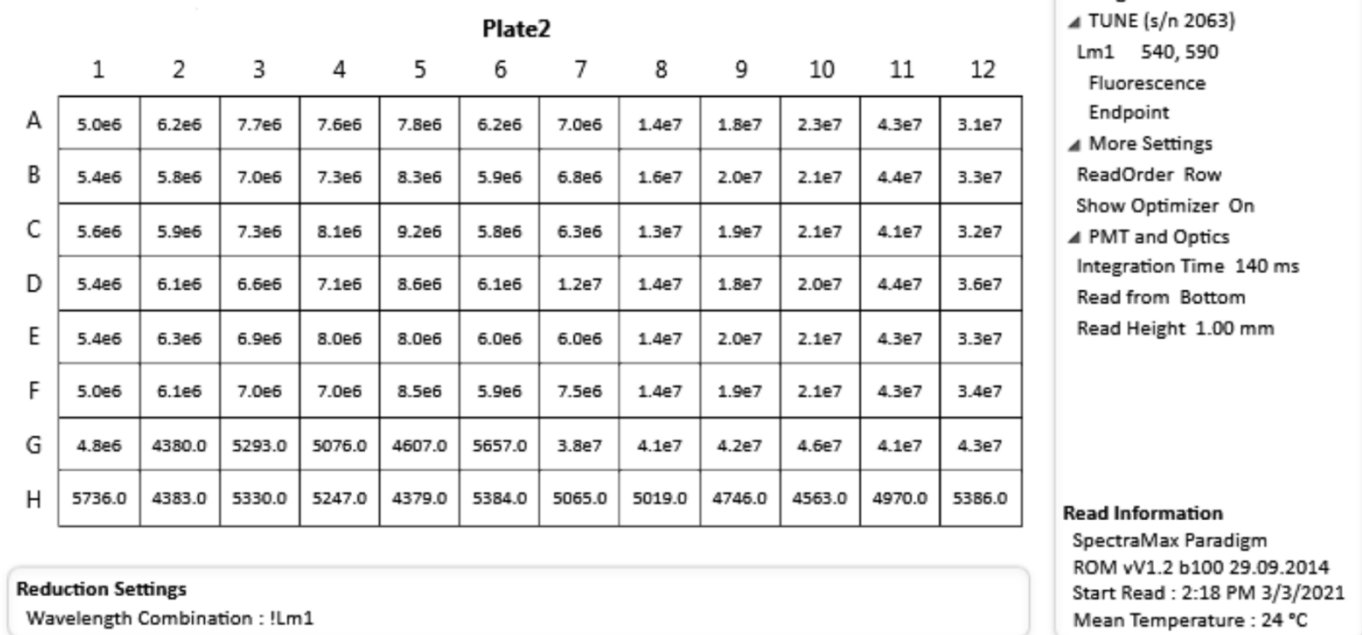 Plate2
1 2 3 4 5 6 7 8 9 10 11 12
A 5.0e6 6.2e6 7.7e6 7.6e6 7.8e6 6.2e6 7.0e6 1.4e7 1.8e7 2.3e7 4.3e7 3.1e7
B 5.4e6 5.8e6 7.0e6 7.3e6 8.3e6 5.9e6 6.8e6 1.6e7 2.0e7 2.1e7 4.4e7 3.3e7
C 5.6e6 5.9e6 7.3e6 8.1e6 9.2e6 5.8e6 6.3e6 1.3e7 1.9e7 2.1e7 4.1e7 3.2e7
D 5.4e6 6.1e6 6.6e6 7.1e6 8.6e6 6.1e6 1.2e7 1.4e7 1.8e7 2.0e7 4.4e7 3.6e7
E 5.4e6 6.3e6 6.9e6 8.0e6 8.0e6 6.0e6 6.0e6 1.4e7 2.0e7 2.1e7 4.3e7 3.3e7
F 5.0e6 6.1e6 7.0e6 7.0e6 8.5e6 5.9e6 7.5e6 1.4e7 1.9e7 2.1e7 4.3e7 3.4e7
G 4.8e6 4380.0 5293.0 5076.0 4607.0 5657.0 3.8e7 4.1e7 4.2e7 4.6e7 4.1e7 4.3e7
H 5736.0 4383.0 5330.0 5247.0 4379.0 5384.0 5065.0 5019.0 4746.0 4563.0 4970.0 5386.0
Reduction Settings
Wavelength Combination : !Lm1
TUNE (s/n 2063)
Lm1 540, 590
Fluorescence
Endpoint
More Settings
ReadOrder Row
Show Optimizer On
PMT and Optics
Integration Time 140 ms
Read from Bottom
Read Height 1.00 mm
Read Information
SpectraMax Paradigm
ROM vV1.2 b100 29.09.2014
Start Read : 2:18 PM 3/3/2021
Mean Temperature : 24 °C